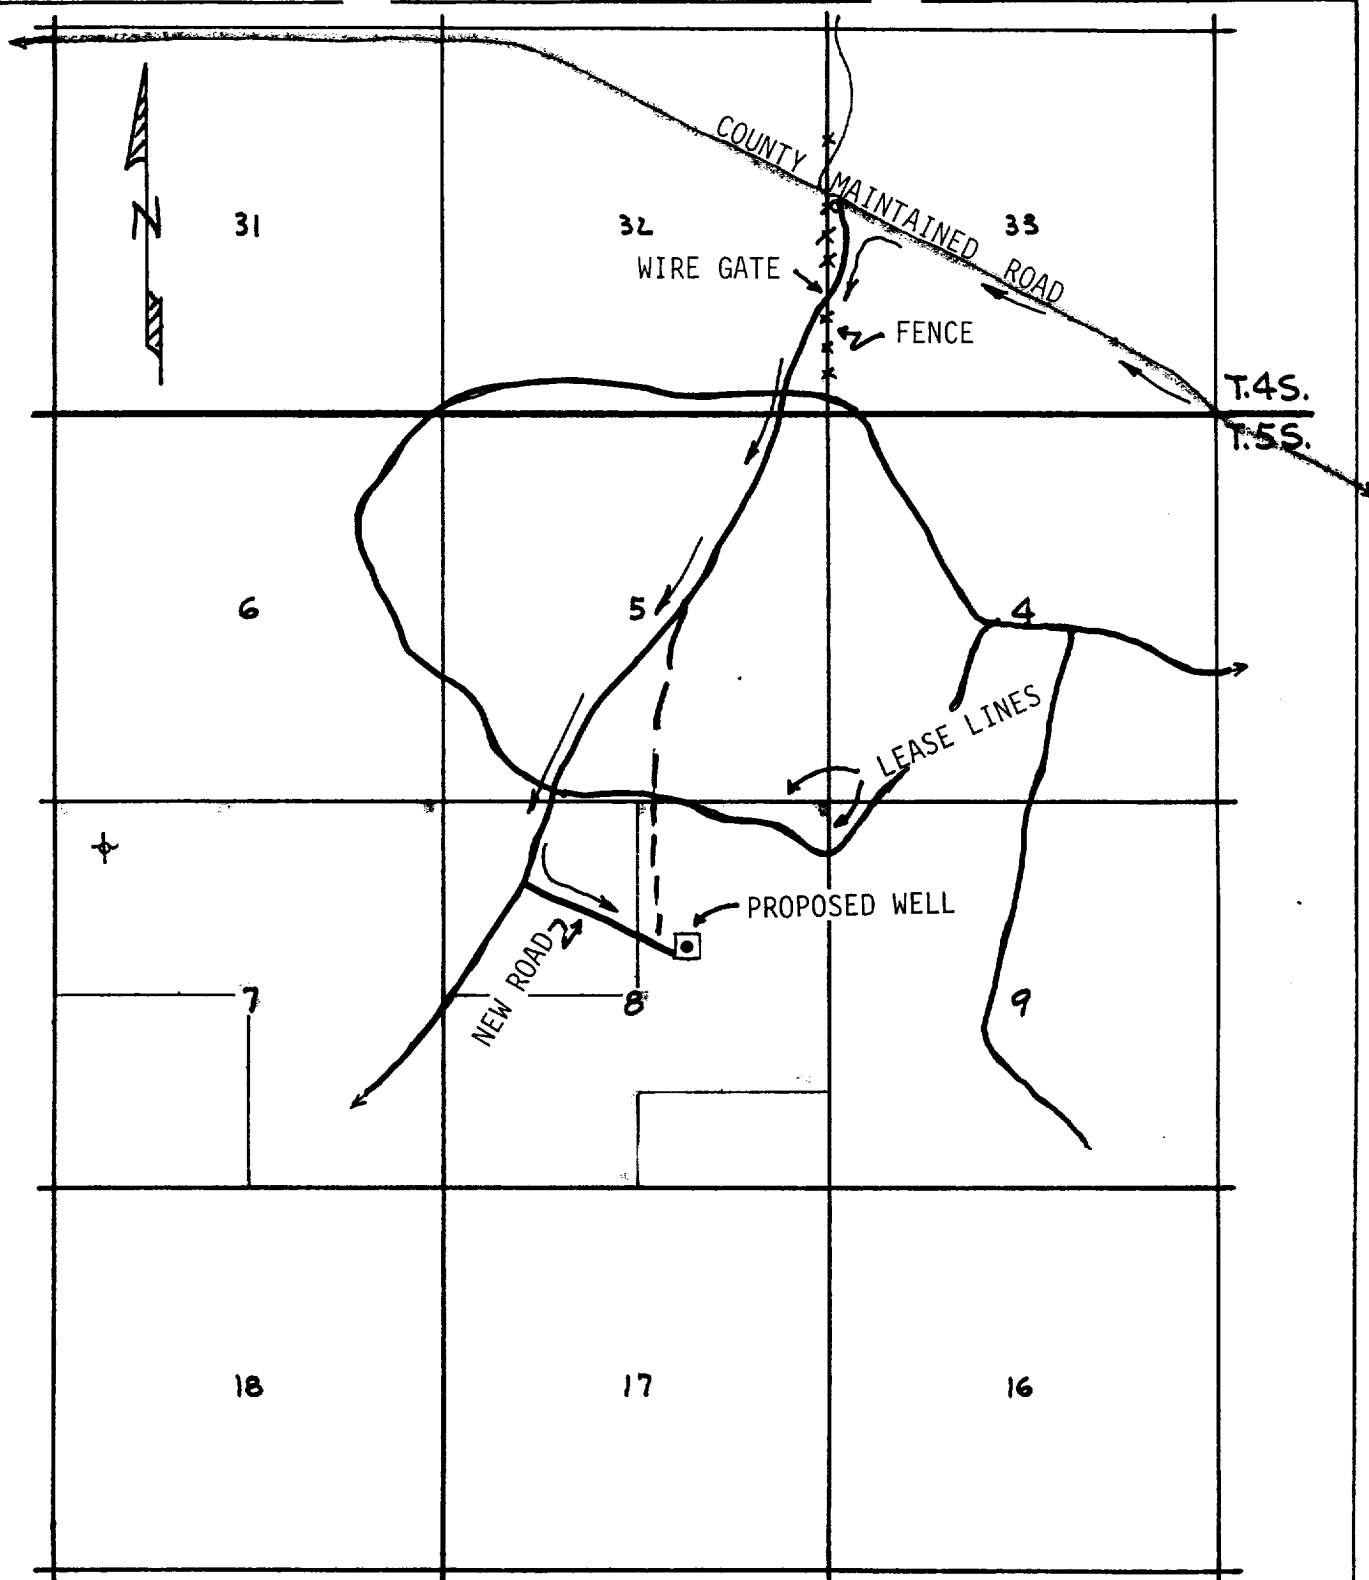 COUNTY MAINTAINED ROAD
N
31
32
33
WIRE GATE
FENCE
T.4S.
T.5S.
6
5
4
LEASE LINES
PROPOSED WELL
NEW ROAD
7
8
9
18
17
16